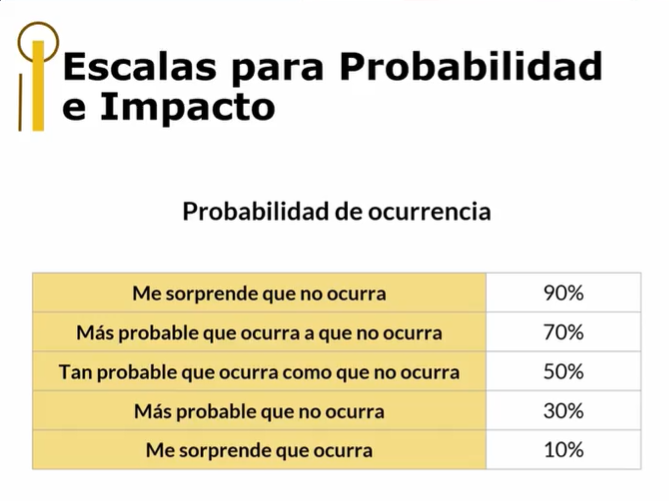 Escalas para Probabilidad
e Impacto
Probabilidad de ocurrencia
Me sorprende que no ocurra 90%
Más probable que ocurra a que no ocurra 70%
Tan probable que ocurra como que no ocurra 50%
Más probable que no ocurra 30%
Me sorprende que ocurra 10%